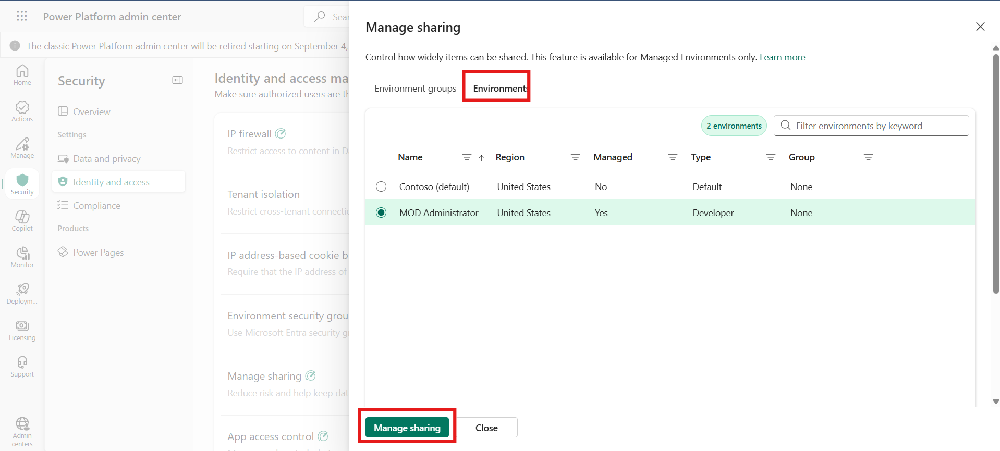 Power Platform admin center
Sear
The classic Power Platform admin center will be retired starting on September 4,
Home
Actions
Manage
Security
Copilot
Monitor
Deploym...
Licensing
Support
Admin
centers
Security
Overview
Settings
Data and privacy
Identity and access
Compliance
Products
Power Pages
Identity and access ma
Make sure authorized users are th
IP firewall
Restrict access to content in Da
Tenant isolation
Restrict cross-tenant connectio
IP address-based cookie bi
Require that the IP address of
Environment security grou
Use Microsoft Entra security gr
Manage sharing
Reduce risk and help keep data
App access control
Manage sharing
Control how widely items can be shared. This feature is available for Managed Environments only. Learn more
Environment groups Environments
2 environments Filter environments by keyword
Name Region Managed Type Group
Contoso (default) United States No Default None
MOD Administrator United States Yes Developer None
Manage sharing Close